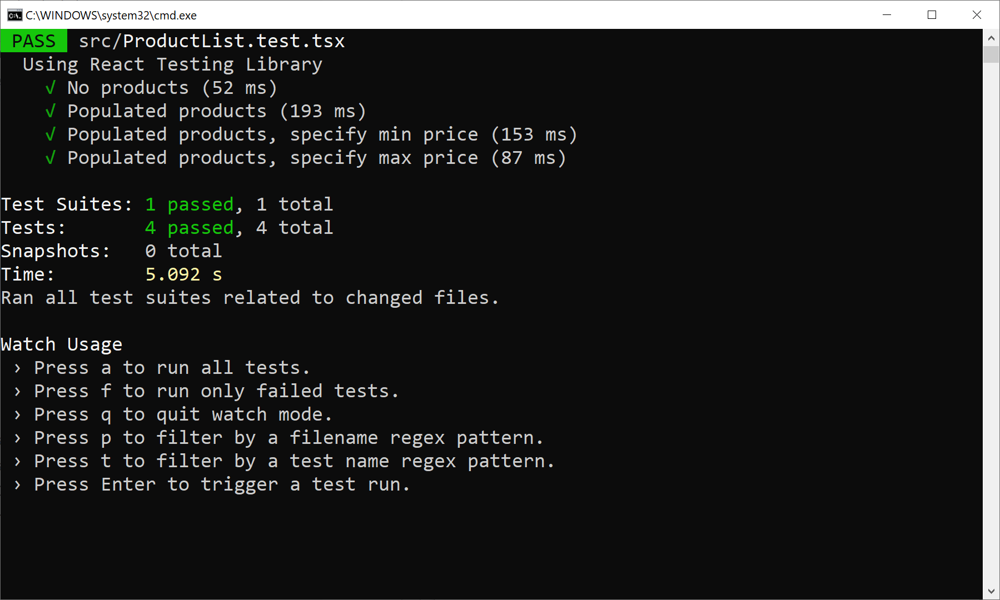 C:\WINDOWS\system32\cmd.exe
PASS src/ProductList.test.tsx
Using React Testing Library
√ No products (52 ms)
√ Populated products (193 ms)
√ Populated products, specify min price (153 ms)
√ Populated products, specify max price (87 ms)
Test Suites: 1 passed, 1 total
Tests: 4 passed, 4 total
Snapshots: 0 total
Time: 5.092 s
Ran all test suites related to changed files.
Watch Usage
› Press a to run all tests.
› Press f to run only failed tests.
› Press q to quit watch mode.
› Press p to filter by a filename regex pattern.
› Press t to filter by a test name regex pattern.
› Press Enter to trigger a test run.